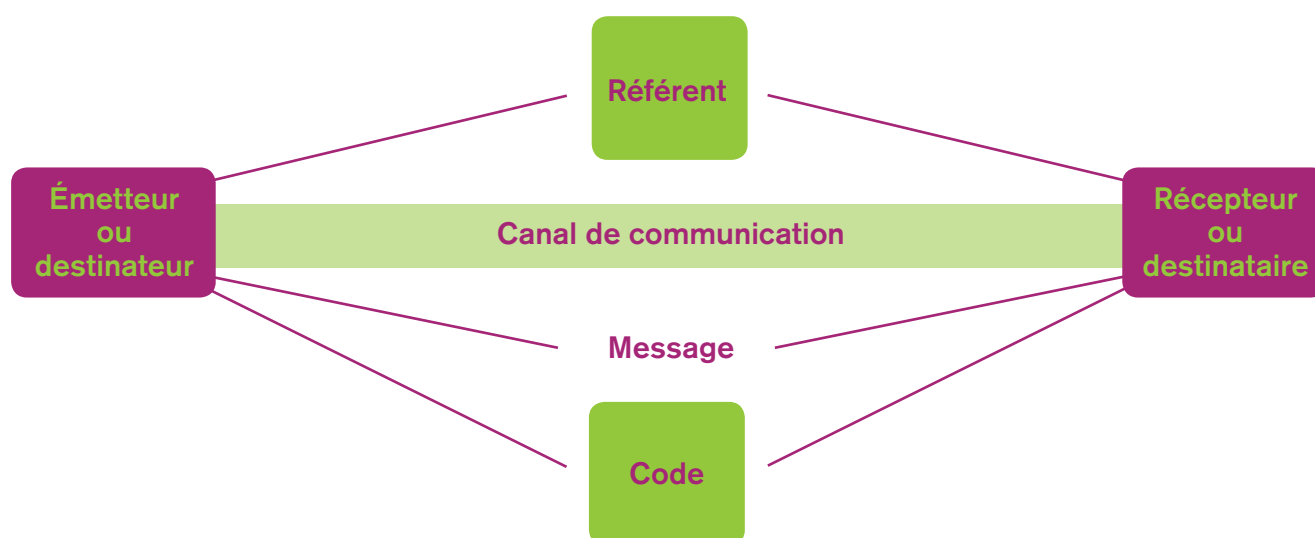 Référent
Émetteur
ou
destinateur
Canal de communication
Récepteur
ou
destinataire
Message
Code